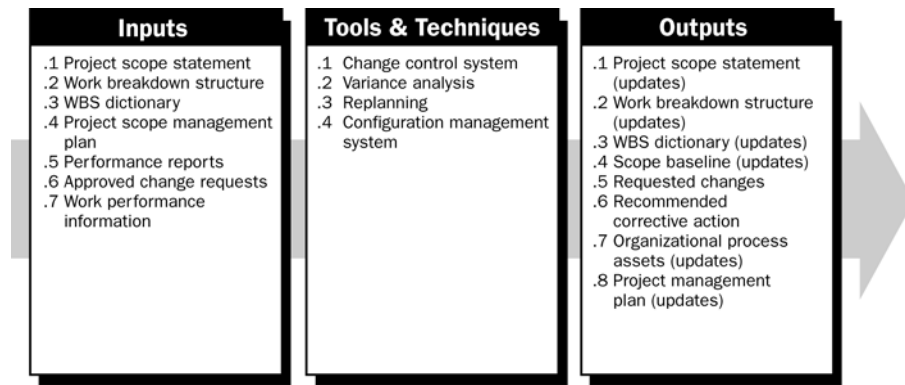 Inputs
.1 Project scope statement
.2 Work breakdown structure
.3 WBS dictionary
.4 Project scope management
plan
.5 Performance reports
.6 Approved change requests
.7 Work performance
information
Tools & Techniques
.1 Change control system
.2 Variance analysis
.3 Replanning
.4 Configuration management
system
Outputs
.1 Project scope statement
(updates)
.2 Work breakdown structure
(updates)
.3 WBS dictionary (updates)
.4 Scope baseline (updates)
.5 Requested changes
.6 Recommended
corrective action
.7 Organizational process
assets (updates)
.8 Project management
plan (updates)